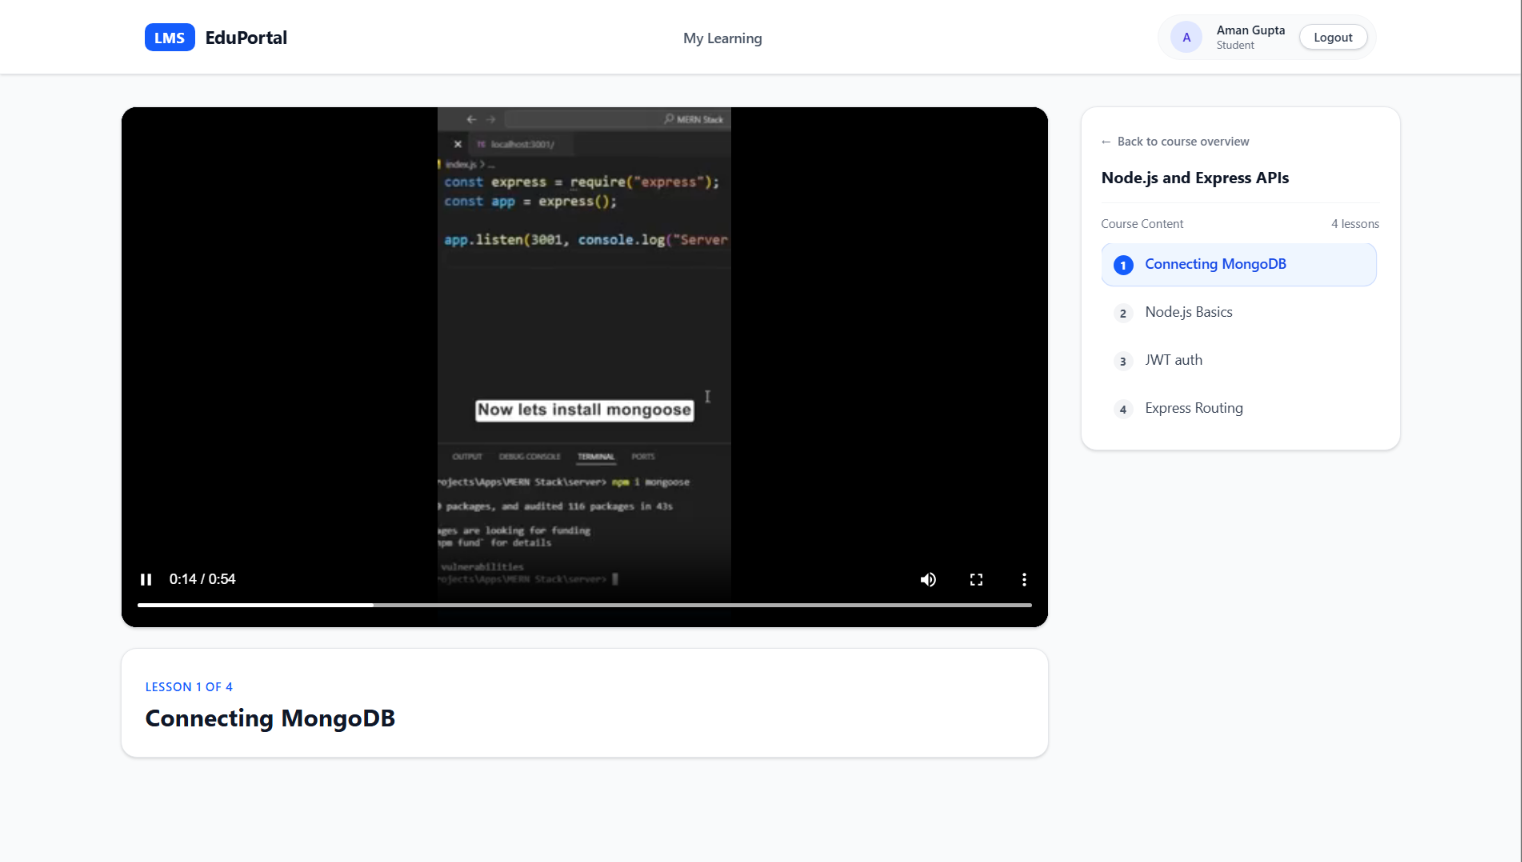 LMS EduPortal
My Learning
A
Aman Gupta
Student
Logout
← → MERN Stack
× localhost:3001/
index.js > ...
const express = require("express");
const app = express();
app.listen(3001, console.log("Server
Now lets install mongoose
OUTPUT DEBUG CONSOLE TERMINAL PORTS
rojects\Apps\MERN Stack\server> npm i mongoose
packages, and audited 116 packages in 43s
ages are looking for funding
npm fund` for details
vulnerabilities
rojects\Apps\MERN Stack\server>
0:14 / 0:54
LESSON 1 OF 4
Connecting MongoDB
← Back to course overview
Node.js and Express APIs
Course Content 4 lessons
1 Connecting MongoDB
2 Node.js Basics
3 JWT auth
4 Express Routing